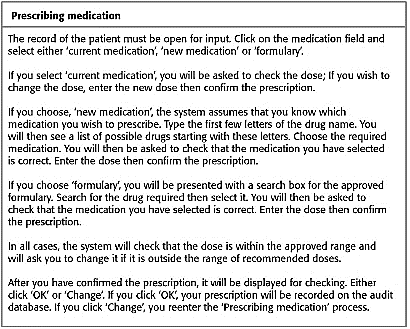 Prescribing medication
The record of the patient must be open for input. Click on the medication field and
select either 'current medication', 'new medication' or 'formulary'.
If you select 'current medication', you will be asked to check the dose; If you wish to
change the dose, enter the new dose then confirm the prescription.
If you choose, 'new medication', the system assumes that you know which
medication you wish to prescribe. Type the first few letters of the drug name. You
will then see a list of possible drugs starting with these letters. Choose the required
medication. You will then be asked to check that the medication you have selected
is correct. Enter the dose then confirm the prescription.
If you choose 'formulary', you will be presented with a search box for the approved
formulary. Search for the drug required then select it. You will then be asked to
check that the medication you have selected is correct. Enter the dose then confirm
the prescription.
In all cases, the system will check that the dose is within the approved range and
will ask you to change it if it is outside the range of recommended doses.
After you have confirmed the prescription, it will be displayed for checking. Either
click 'OK' or 'Change'. If you click 'OK', your prescription will be recorded on the audit
database. If you click 'Change', you reenter the 'Prescribing medication' process.